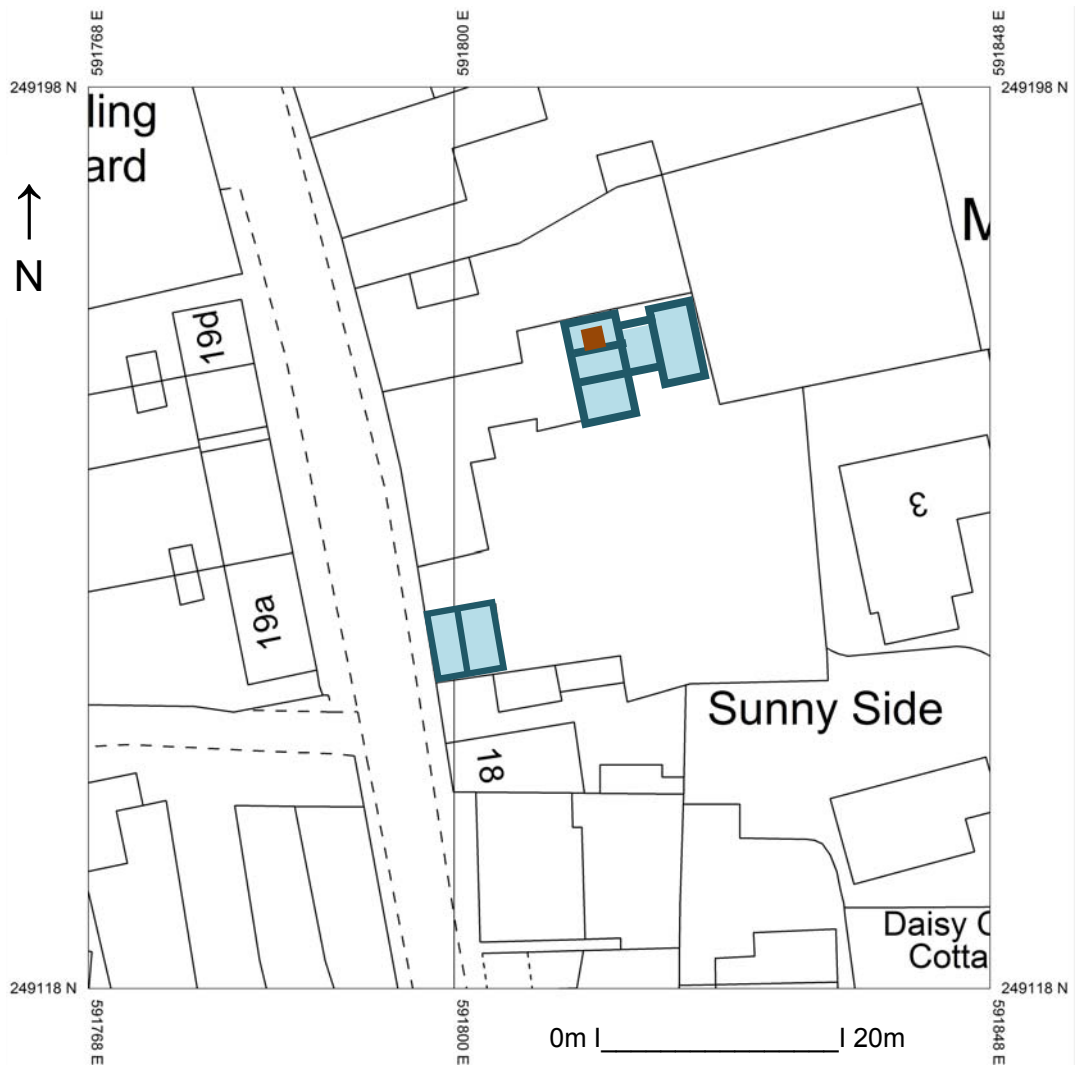 591768 E
591800 E
591848 E
249198 N
249198 N
ling
ard
M
N
19d
3
19a
Sunny Side
18
Daisy C
Cotta
249118 N
249118 N
591768 E
591800 E
591848 E
0m I_________________I 20m